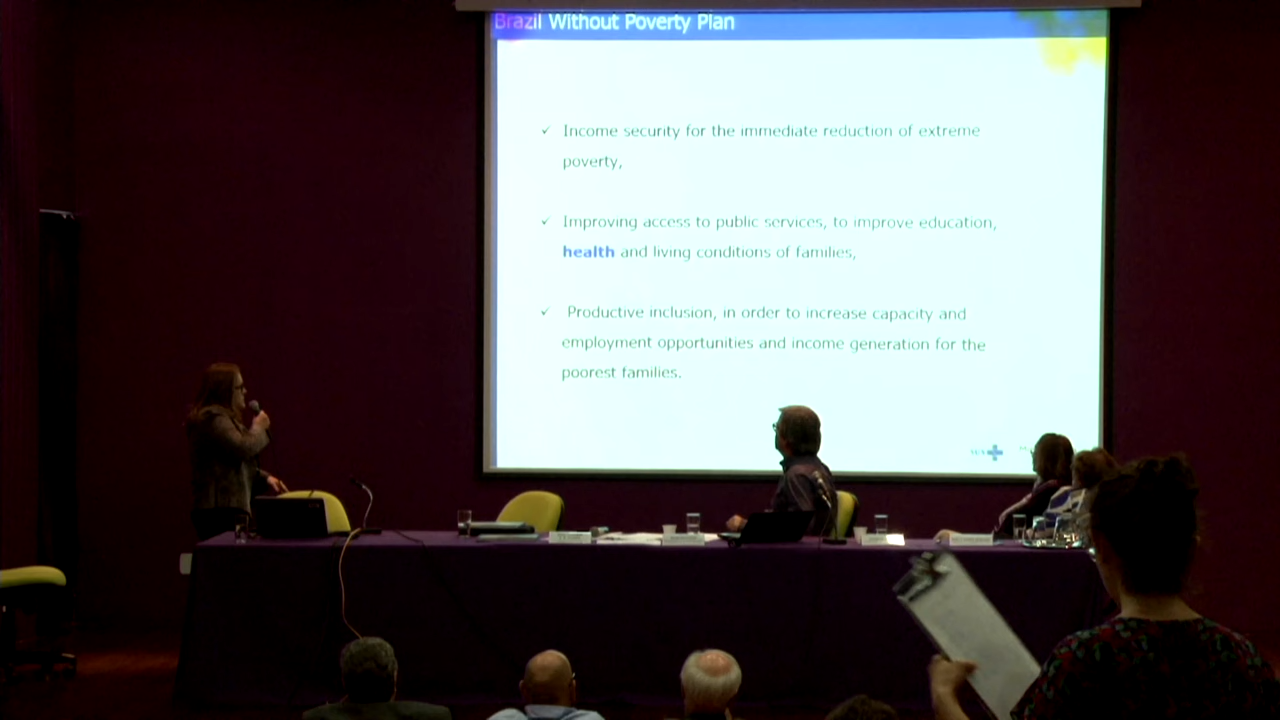 Brazil Without Poverty Plan
✓ Income security for the immediate reduction of extreme
poverty,
✓ Improving access to public services, to improve education,
health and living conditions of families,
✓ Productive inclusion, in order to increase capacity and
employment opportunities and income generation for the
poorest families.